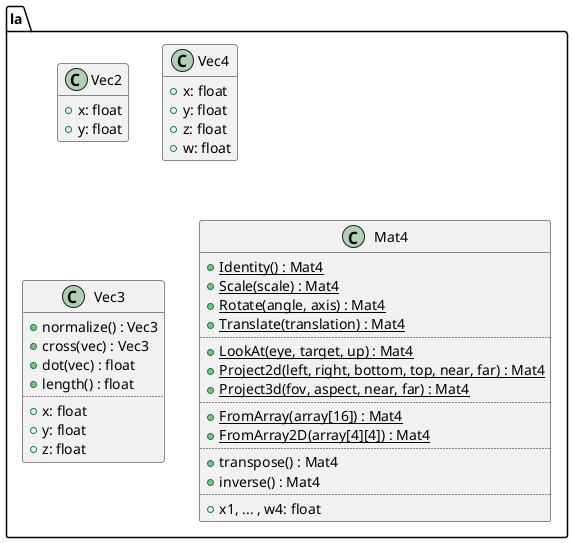 la
C Vec2
x: float
y: float
C Vec4
x: float
y: float
z: float
w: float
C Vec3
normalize() : Vec3
cross(vec) : Vec3
dot(vec) : float
length() : float
x: float
y: float
z: float
C Mat4
Identity() : Mat4
Scale(scale) : Mat4
Rotate(angle, axis) : Mat4
Translate(translation) : Mat4
LookAt(eye, target, up) : Mat4
Project2d(left, right, bottom, top, near, far) : Mat4
Project3d(fov, aspect, near, far) : Mat4
FromArray(array[16]) : Mat4
FromArray2D(array[4][4]) : Mat4
transpose() : Mat4
inverse() : Mat4
x1, ... , w4: float